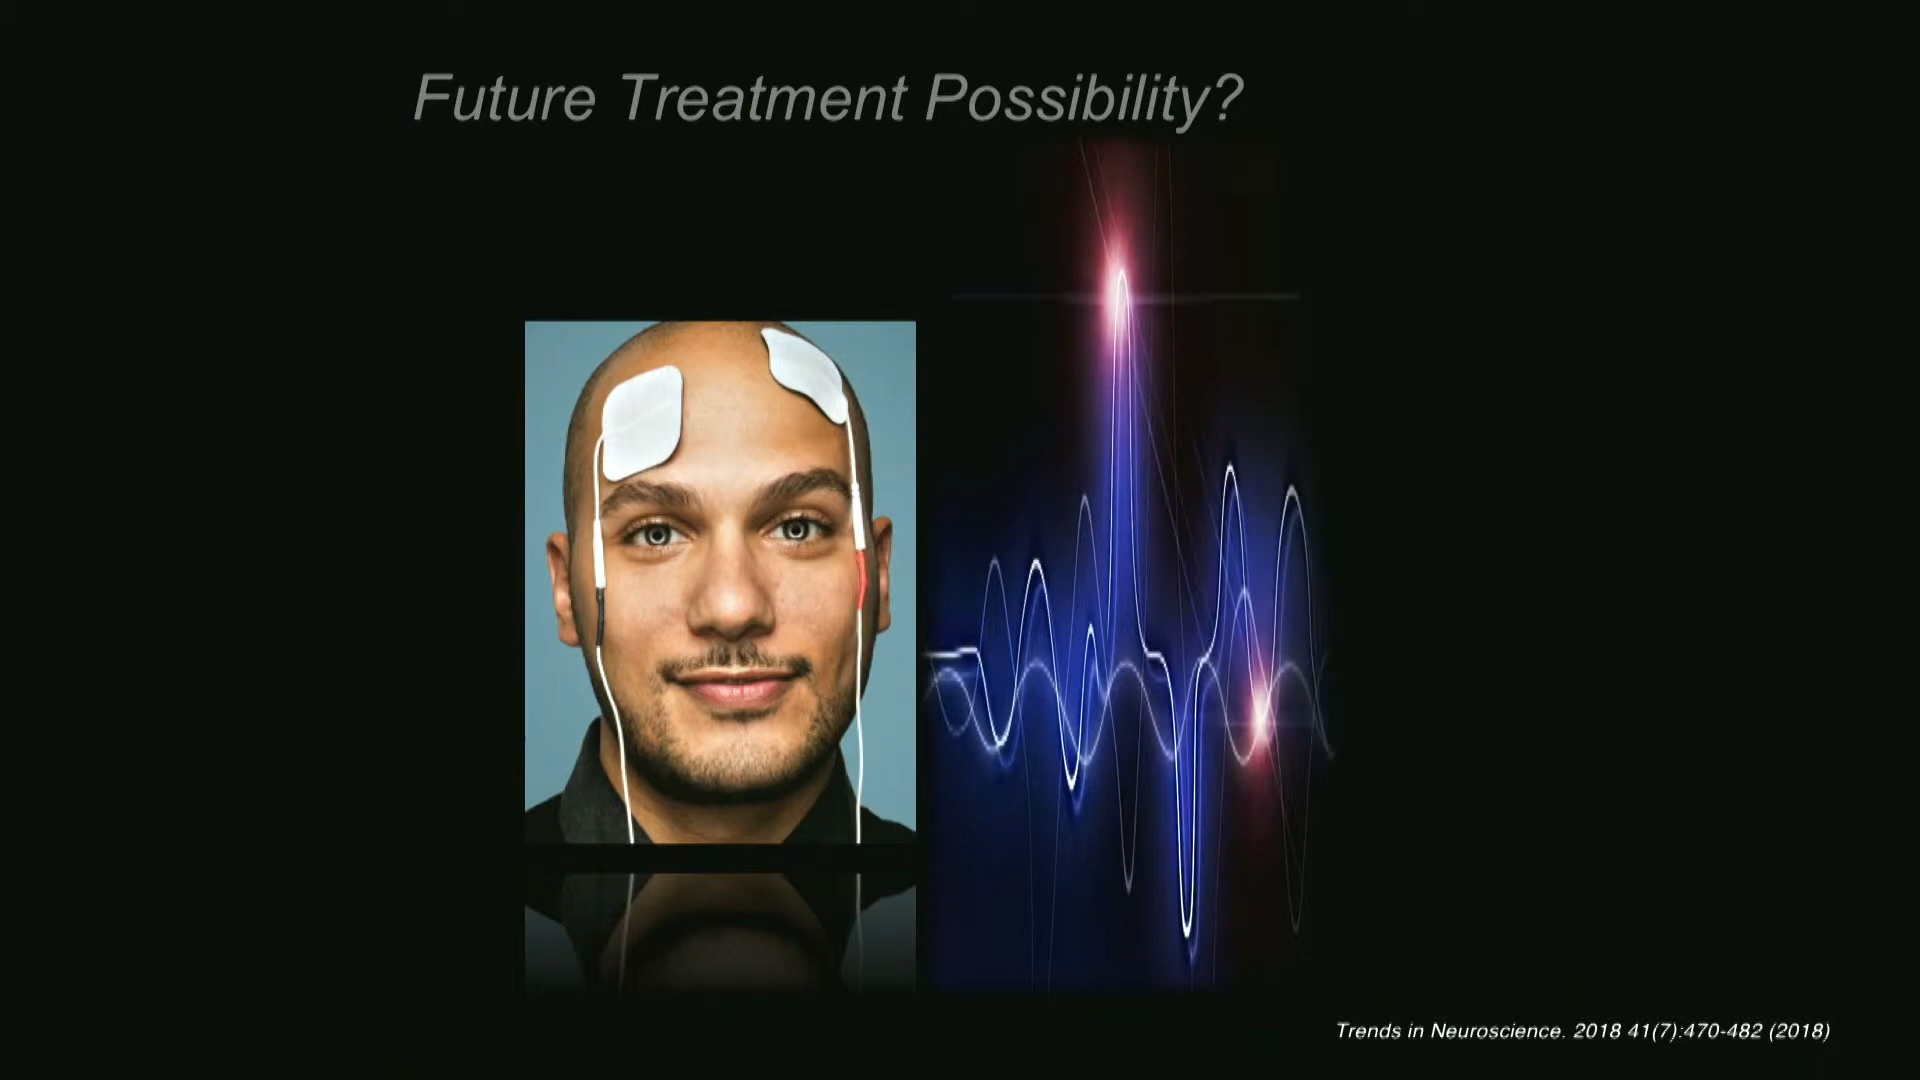 Future Treatment Possibility?
Trends in Neuroscience. 2018 41(7):470-482 (2018)